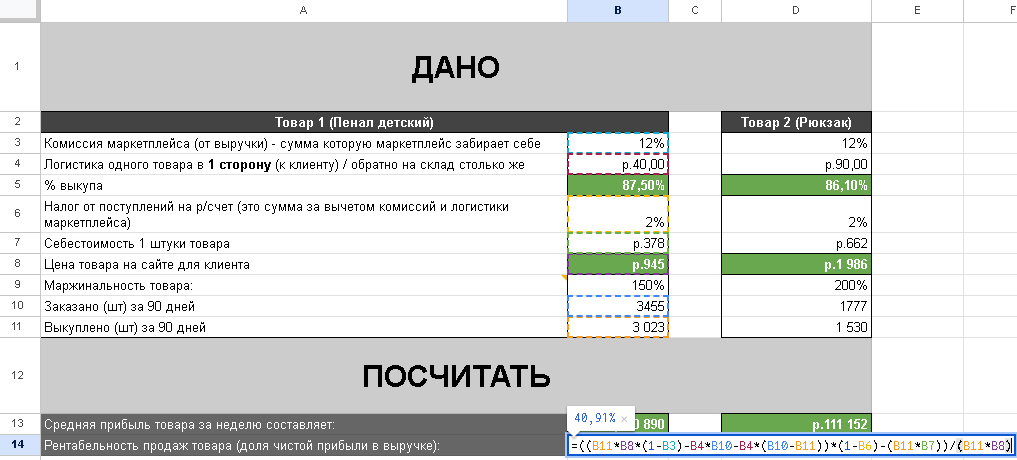 A B C D E F
1 ДАНО
2 Товар 1 (Пенал детский) Товар 2 (Рюкзак)
3 Комиссия маркетплейса (от выручки) - сумма которую маркетплейс забирает себе 12% 12%
4 Логистика одного товара в 1 сторону (к клиенту) / обратно на склад столько же р.40,00 р.90,00
5 % выкупа 87,50% 86,10%
6 Налог от поступлений на р/счет (это сумма за вычетом комиссий и логистики
маркетплейса) 2% 2%
7 Себестоимость 1 штуки товара р.378 р.662
8 Цена товара на сайте для клиента р.945 р.1 986
9 Маржинальность товара: 150% 200%
10 Заказано (шт) за 90 дней 3455 1777
11 Выкуплено (шт) за 90 дней 3 023 1 530
12 ПОСЧИТАТЬ
40,91% ×
13 Средняя прибыль товара за неделю составляет: 890 р.111 152
14 Рентабельность продаж товара (доля чистой прибыли в выручке): =((B11*B8*(1-B3)-B4*B10-B4*(B10-B11))*(1-B6)-(B11*B7))/(B11*B8)